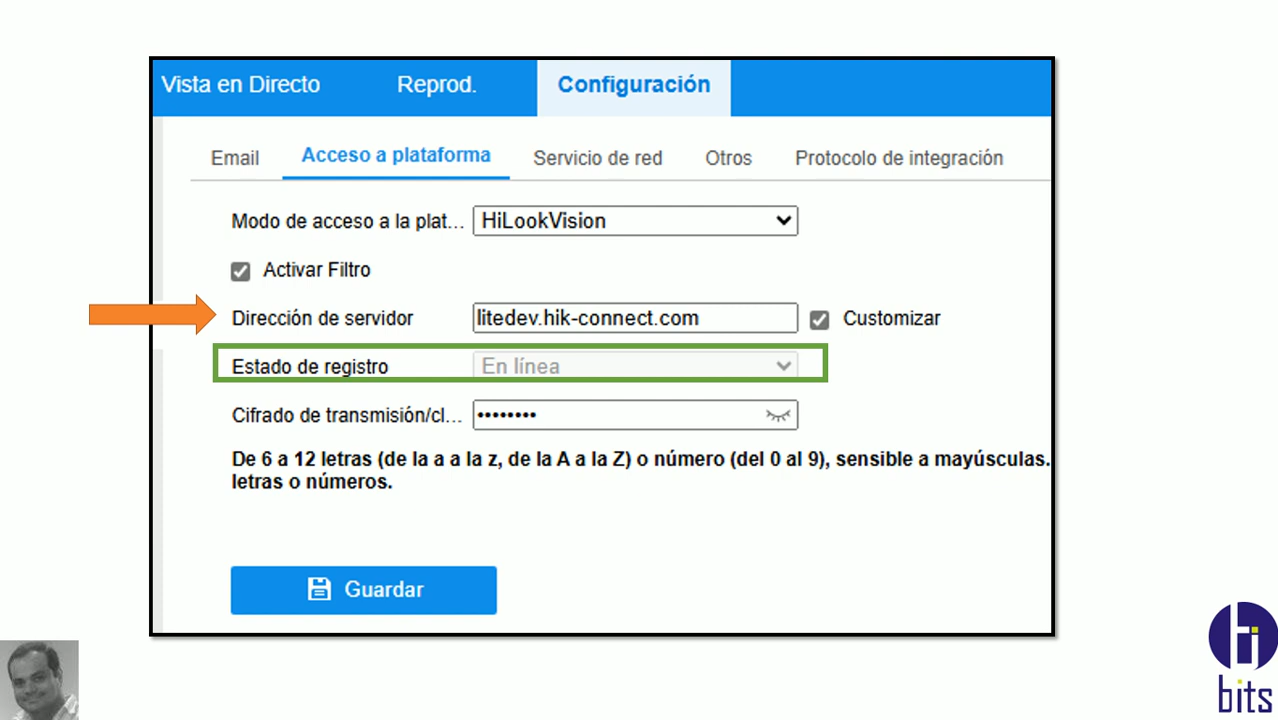 Vista en Directo Reprod. Configuración
Email Acceso a plataforma Servicio de red Otros Protocolo de integración
Modo de acceso a la plat... HiLookVision
Activar Filtro
Dirección de servidor litedev.hik-connect.com Customizar
Estado de registro En línea
Cifrado de transmisión/cl... ••••••••
De 6 a 12 letras (de la a a la z, de la A a la Z) o número (del 0 al 9), sensible a mayúsculas.
letras o números.
Guardar
hi
bits